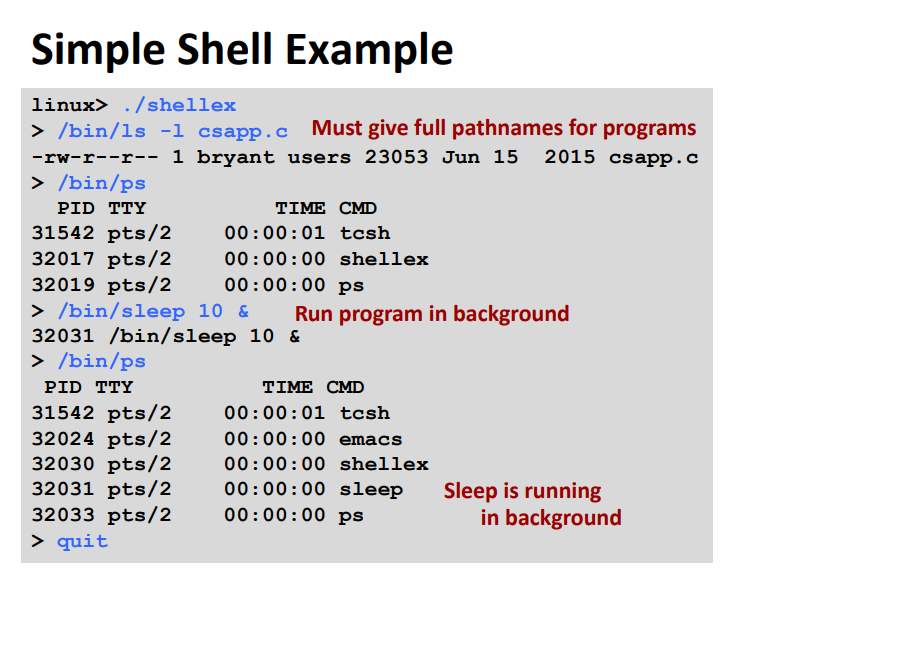 Simple Shell Example
linux> ./shellex
> /bin/ls -l csapp.c Must give full pathnames for programs
-rw-r--r-- 1 bryant users 23053 Jun 15  2015 csapp.c
> /bin/ps
  PID TTY          TIME CMD
31542 pts/2    00:00:01 tcsh
32017 pts/2    00:00:00 shellex
32019 pts/2    00:00:00 ps
> /bin/sleep 10 & Run program in background
32031 /bin/sleep 10 &
> /bin/ps
 PID TTY          TIME CMD
31542 pts/2    00:00:01 tcsh
32024 pts/2    00:00:00 emacs
32030 pts/2    00:00:00 shellex
32031 pts/2    00:00:00 sleep Sleep is running
32033 pts/2    00:00:00 ps in background
> quit